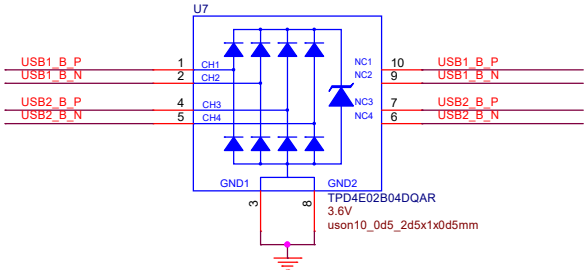 U7
USB1_B_P 1 CH1 NC1 10 USB1_B_P
USB1_B_N 2 CH2 NC2 9 USB1_B_N
USB2_B_P 4 CH3 NC3 7 USB2_B_P
USB2_B_N 5 CH4 NC4 6 USB2_B_N
GND1 GND2
3 8
TPD4E02B04DQAR
3.6V
uson10_0d5_2d5x1x0d5mm